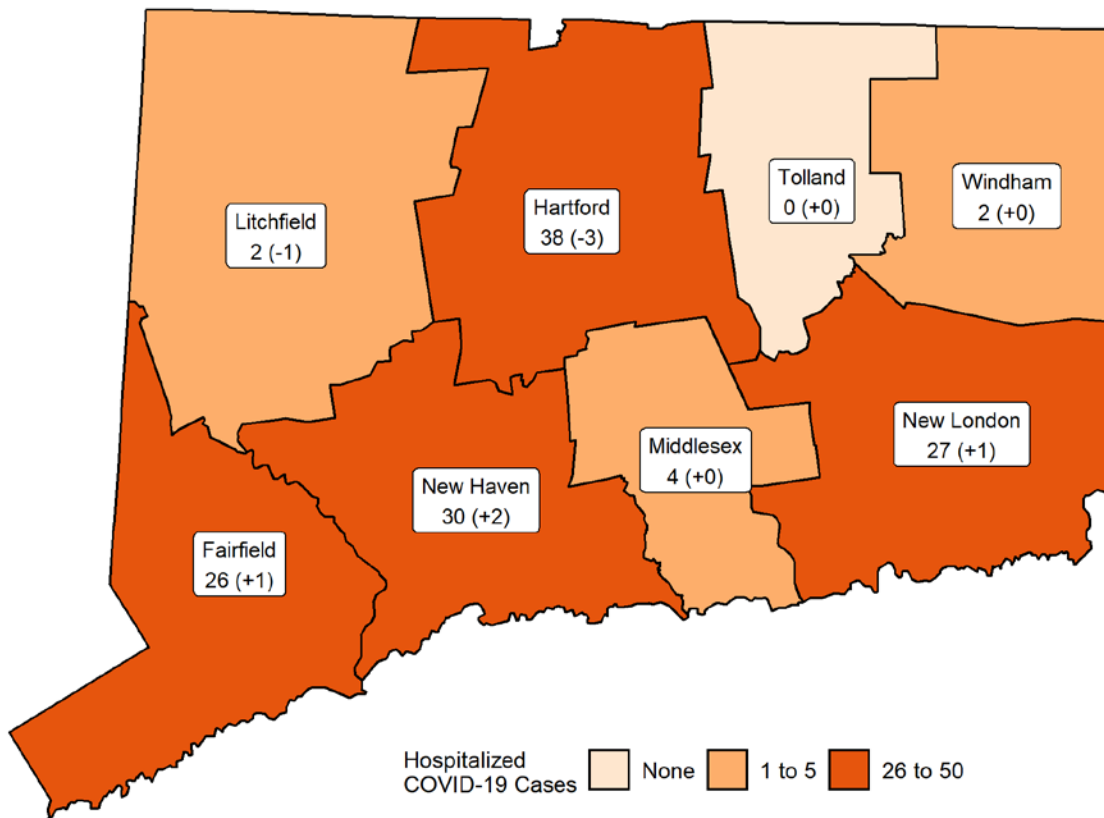 Litchfield
2 (-1)
Hartford
38 (-3)
Tolland
0 (+0)
Windham
2 (+0)
Fairfield
26 (+1)
New Haven
30 (+2)
Middlesex
4 (+0)
New London
27 (+1)
Hospitalized
COVID-19 Cases
None
1 to 5
26 to 50